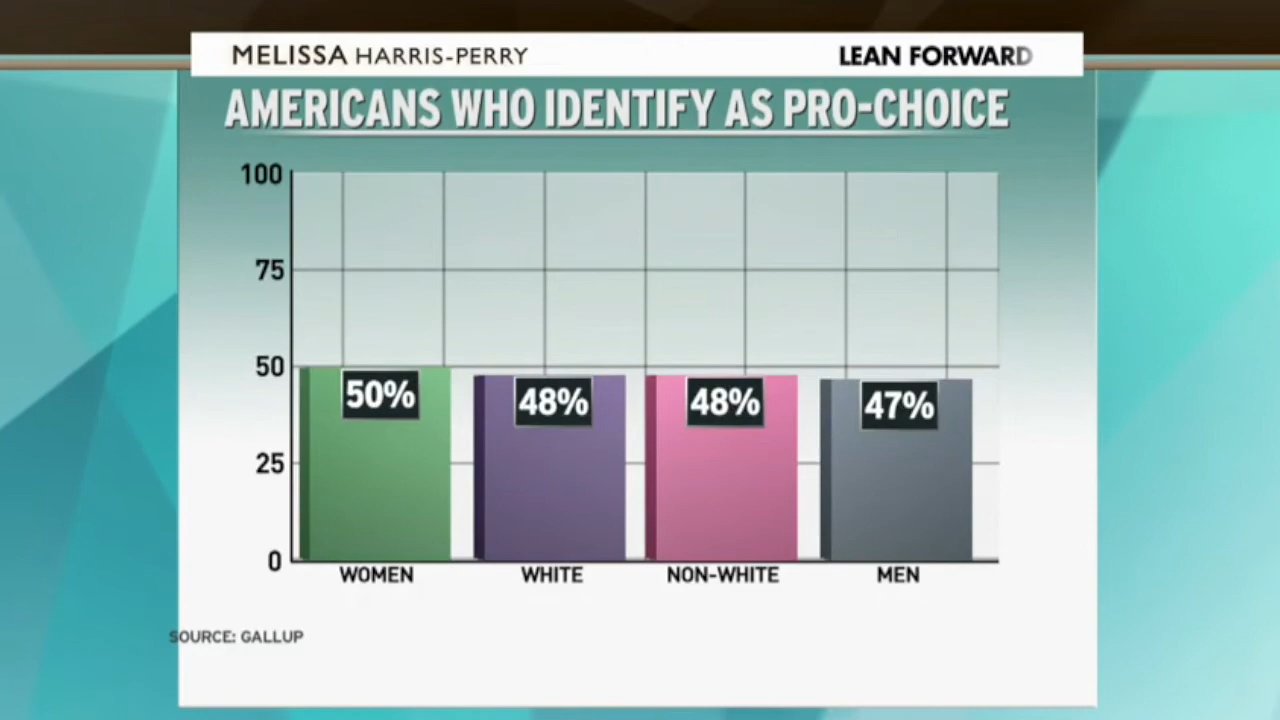 MELISSA HARRIS-PERRY LEAN FORWARD
AMERICANS WHO IDENTIFY AS PRO-CHOICE
100
75
50
25
0
50% 48% 48% 47%
WOMEN WHITE NON-WHITE MEN
SOURCE: GALLUP